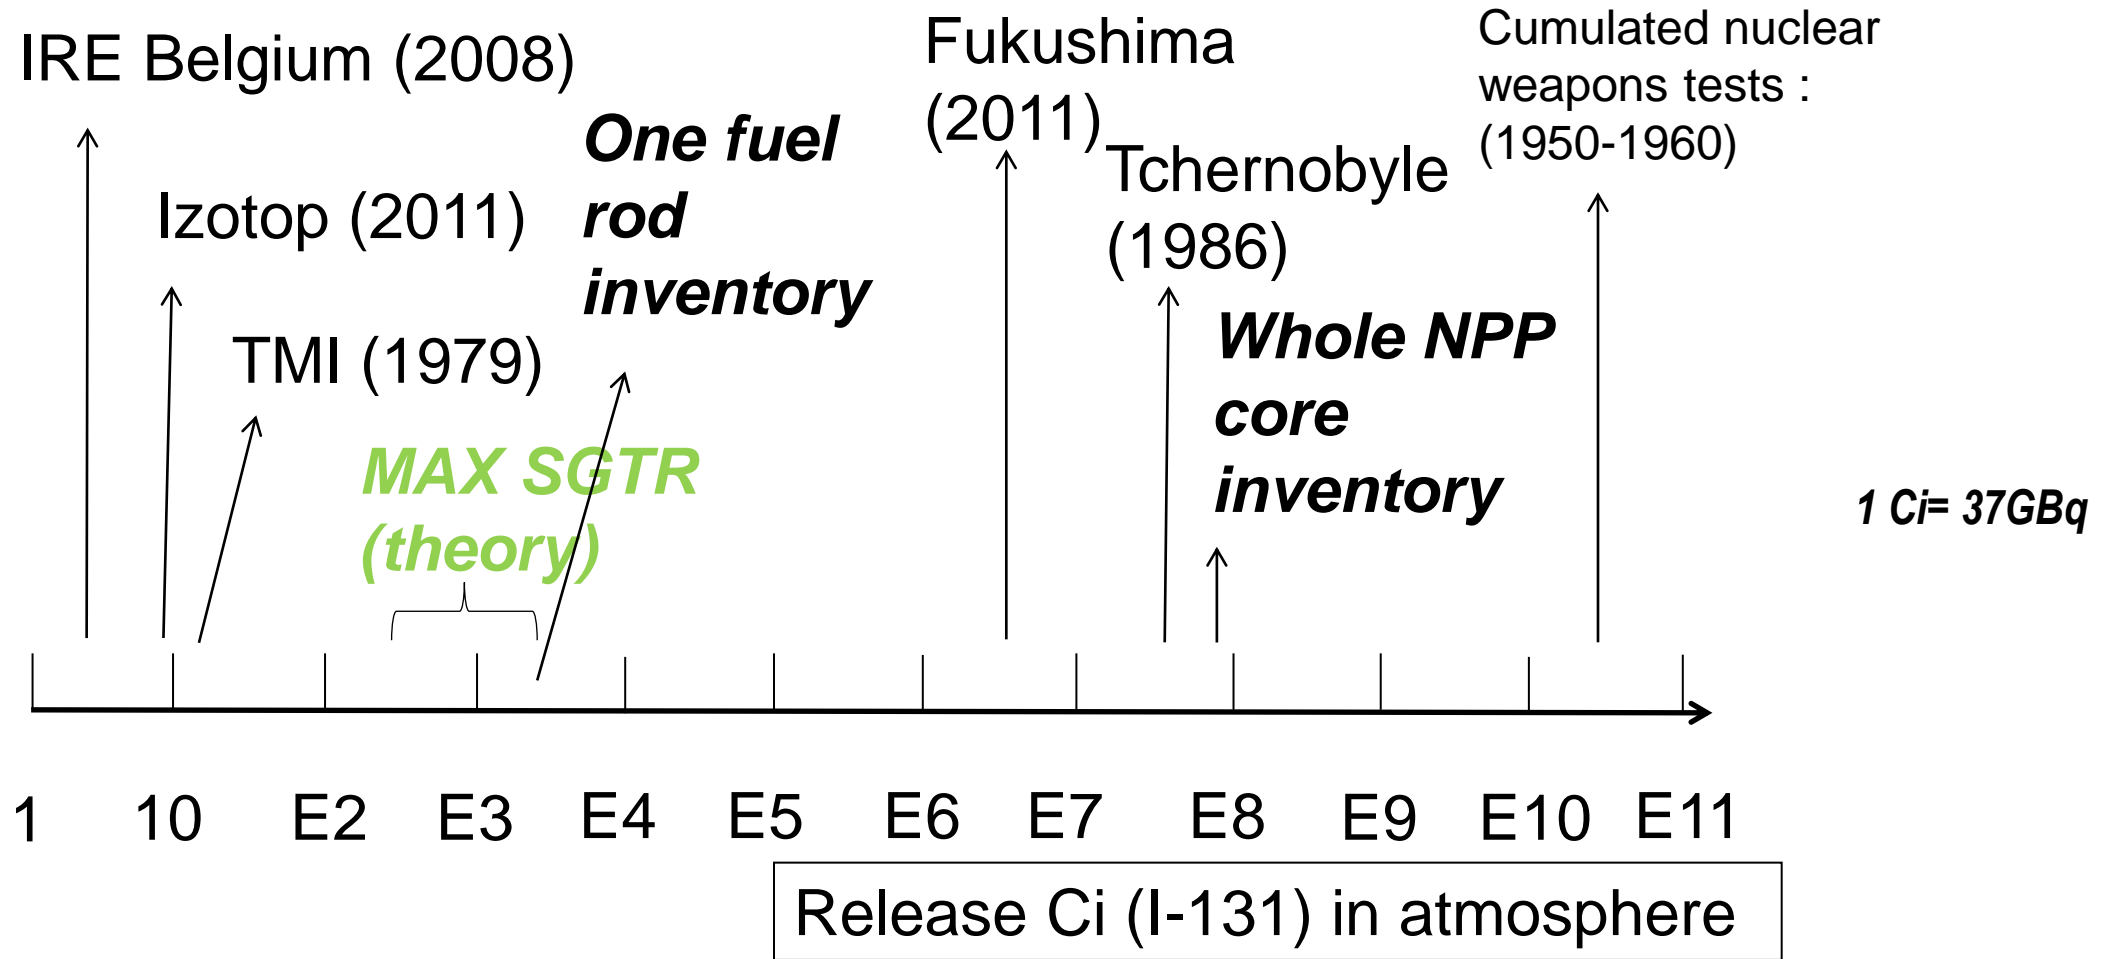 IRE Belgium (2008)
Izotop (2011)
TMI (1979)
MAX SGTR
(theory)
One fuel
rod
inventory
Fukushima
(2011)
Tchernobyle
(1986)
Whole NPP
core
inventory
Cumulated nuclear
weapons tests :
(1950-1960)
1 Ci= 37GBq
1 10 E2 E3 E4 E5 E6 E7 E8 E9 E10 E11
Release Ci (I-131) in atmosphere